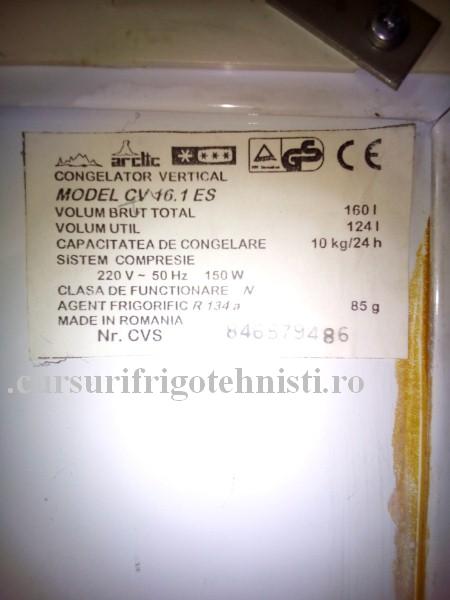 arctic
CONGELATOR VERTICAL
MODEL CV 16.1 ES
VOLUM BRUT TOTAL 160 l
VOLUM UTIL 124 l
CAPACITATEA DE CONGELARE 10 kg/24 h
SISTEM COMPRESIE
220 V ~ 50 Hz 150 W
CLASA DE FUNCTIONARE N
AGENT FRIGORIFIC R 134 a 85 g
MADE IN ROMANIA
Nr. CVS 846579486
.cursurifrigotehnisti.ro
GS
CE